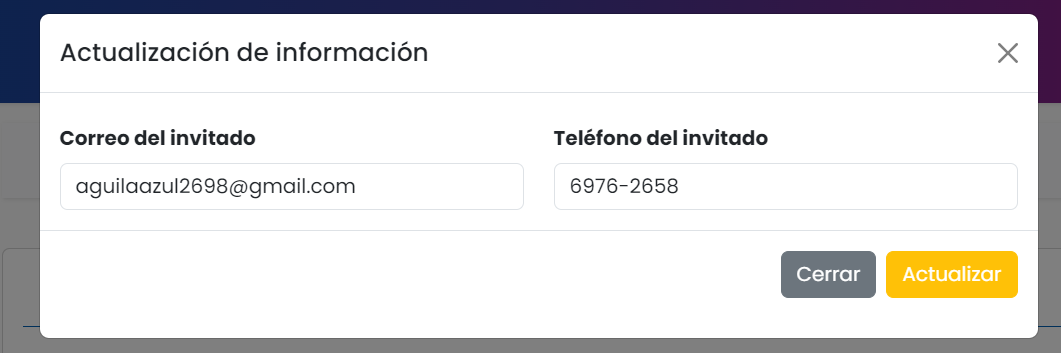 Actualización de información
Correo del invitado
Teléfono del invitado
aguilaazul2698@gmail.com
6976-2658
Cerrar
Actualizar